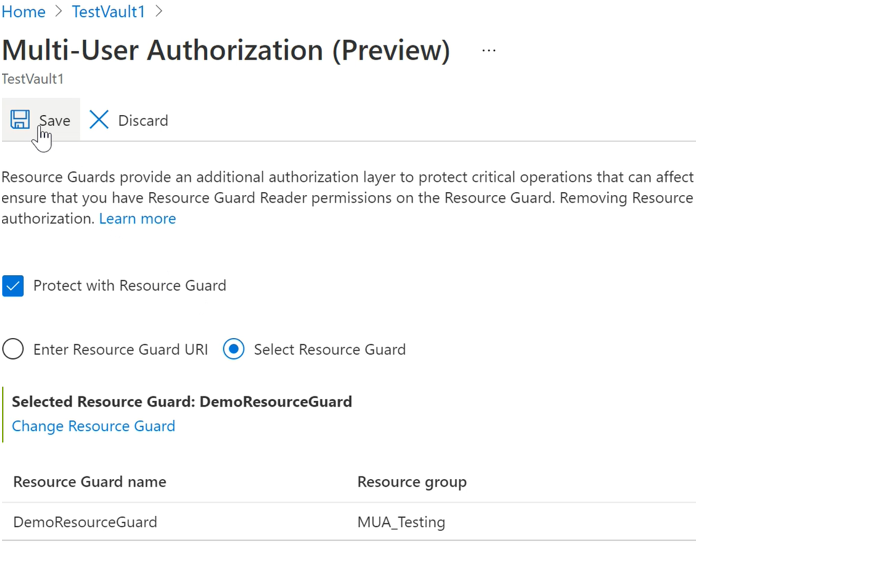 Home > TestVault1 >
Multi-User Authorization (Preview) ...
TestVault1
Save Discard
Resource Guards provide an additional authorization layer to protect critical operations that can affect
ensure that you have Resource Guard Reader permissions on the Resource Guard. Removing Resource
authorization. Learn more
Protect with Resource Guard
Enter Resource Guard URI Select Resource Guard
Selected Resource Guard: DemoResourceGuard
Change Resource Guard
Resource Guard name Resource group
DemoResourceGuard MUA_Testing